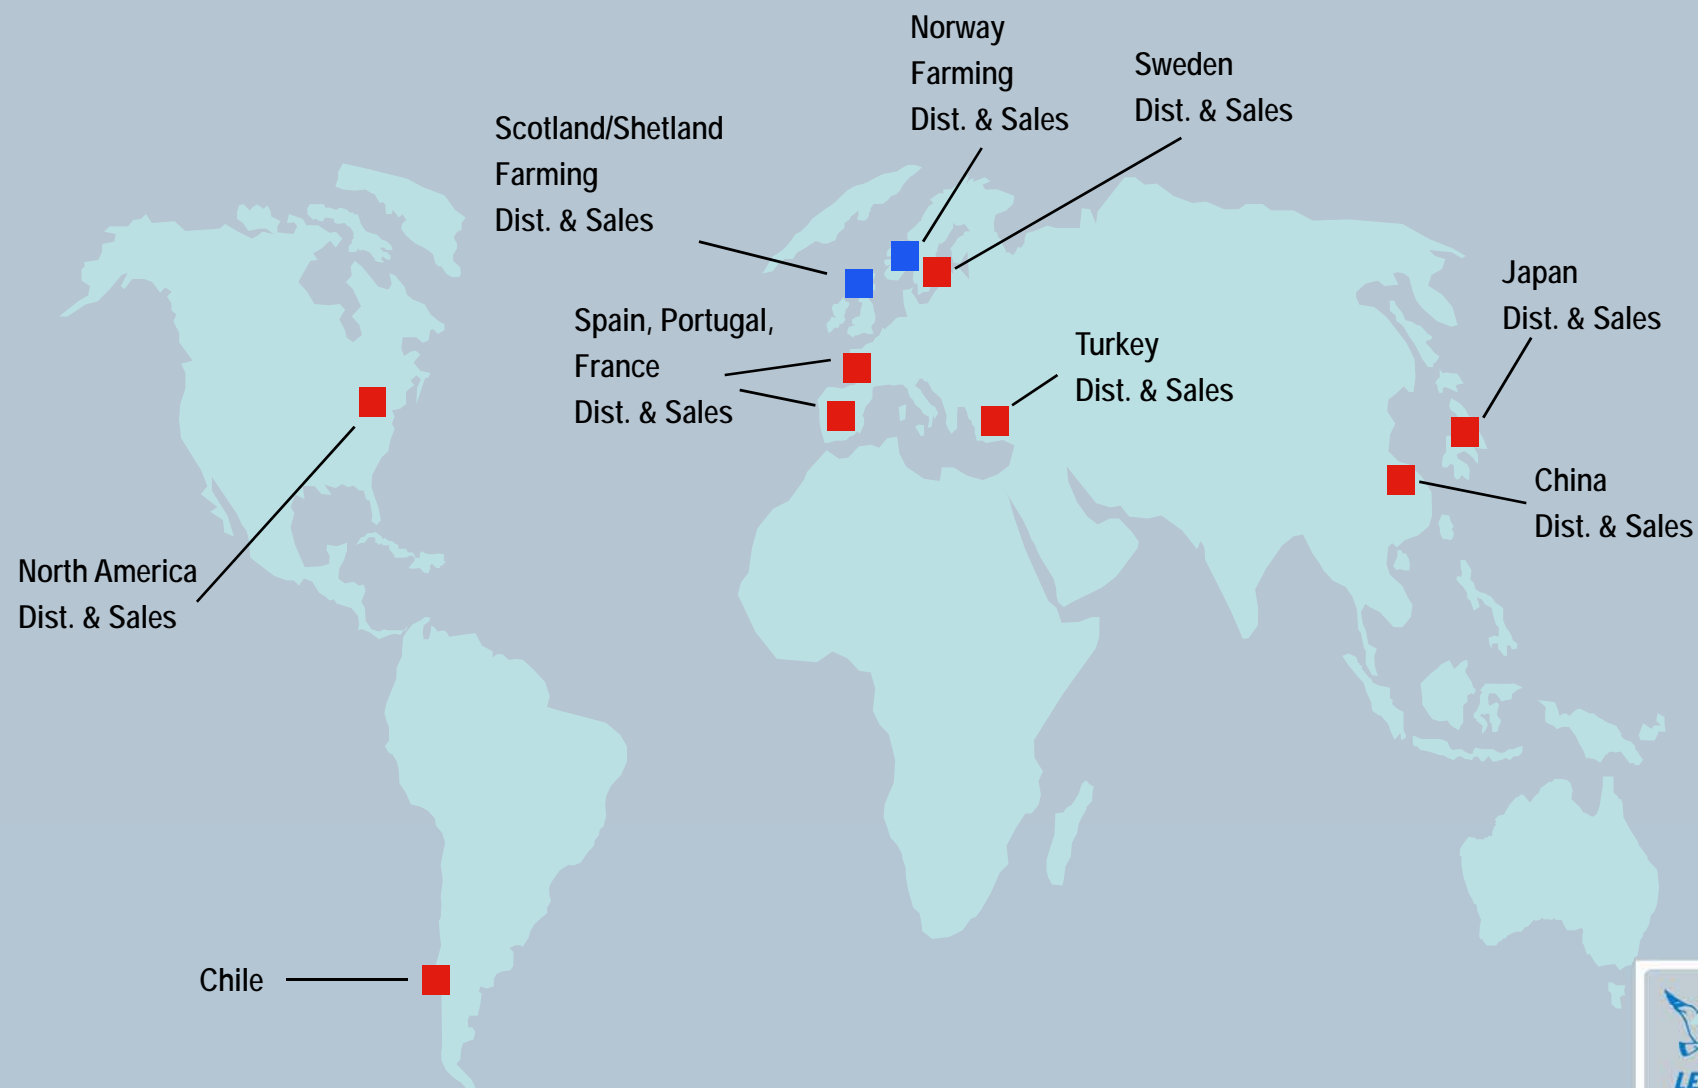 Norway
Farming
Dist. & Sales
Sweden
Dist. & Sales
Scotland/Shetland
Farming
Dist. & Sales
Japan
Dist. & Sales
Spain, Portugal,
France
Dist. & Sales
Turkey
Dist. & Sales
China
Dist. & Sales
North America
Dist. & Sales
Chile